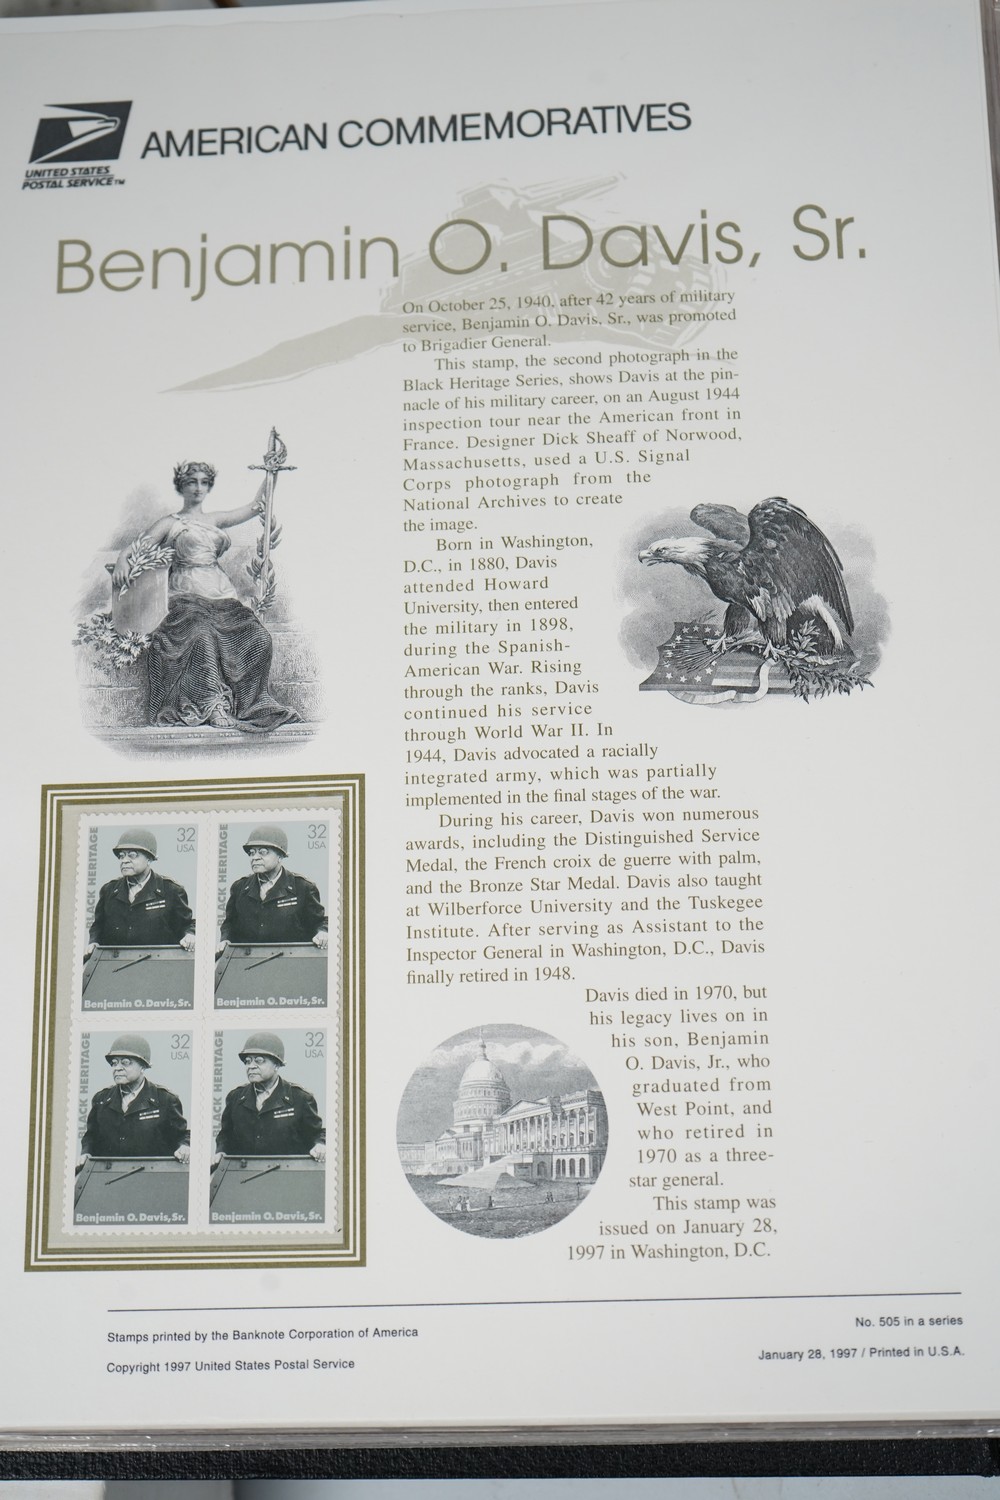 UNITED STATES
POSTAL SERVICE™
AMERICAN COMMEMORATIVES
Benjamin O. Davis, Sr.
On October 25, 1940, after 42 years of military
service, Benjamin O. Davis, Sr., was promoted
to Brigadier General.
This stamp, the second photograph in the
Black Heritage Series, shows Davis at the pin-
nacle of his military career, on an August 1944
inspection tour near the American front in
France. Designer Dick Sheaff of Norwood,
Massachusetts, used a U.S. Signal
Corps photograph from the
National Archives to create
the image.
Born in Washington,
D.C., in 1880, Davis
attended Howard
University, then entered
the military in 1898,
during the Spanish-
American War. Rising
through the ranks, Davis
continued his service
through World War II. In
1944, Davis advocated a racially
integrated army, which was partially
implemented in the final stages of the war.
During his career, Davis won numerous
awards, including the Distinguished Service
Medal, the French croix de guerre with palm,
and the Bronze Star Medal. Davis also taught
at Wilberforce University and the Tuskegee
Institute. After serving as Assistant to the
Inspector General in Washington, D.C., Davis
finally retired in 1948.
Davis died in 1970, but
his legacy lives on in
his son, Benjamin
O. Davis, Jr., who
graduated from
West Point, and
who retired in
1970 as a three-
star general.
This stamp was
issued on January 28,
1997 in Washington, D.C.
BLACK HERITAGE
32
USA
Benjamin O. Davis, Sr.
BLACK HERITAGE
32
USA
Benjamin O. Davis, Sr.
BLACK HERITAGE
32
USA
Benjamin O. Davis, Sr.
BLACK HERITAGE
32
USA
Benjamin O. Davis, Sr.
Stamps printed by the Banknote Corporation of America
Copyright 1997 United States Postal Service
No. 505 in a series
January 28, 1997 / Printed in U.S.A.